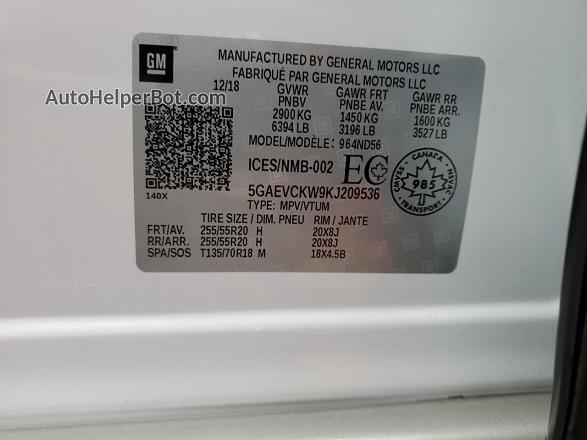 GM
MANUFACTURED BY GENERAL MOTORS LLC
FABRIQUÉ PAR GENERAL MOTORS LLC
12/18 GVWR GAWR FRT GAWR RR
PNBV PNBE AV. PNBE ARR.
2900 KG 1450 KG 1600 KG
6394 LB 3196 LB 3527 LB
MODEL/MODÈLE: 964ND56
ICES/NMB-002 EC
5GAEVCKW9KJ209536
140X TYPE: MPV/VTUM
CANADA
CMVSS 985 NSVAC
TRANSPORT
TIRE SIZE / DIM. PNEU RIM / JANTE
FRT/AV. 255/55R20 H 20X8J
RR/ARR. 255/55R20 H 20X8J
SPA/SOS T135/70R18 M 18X4.5B
AutoHelperBot.com